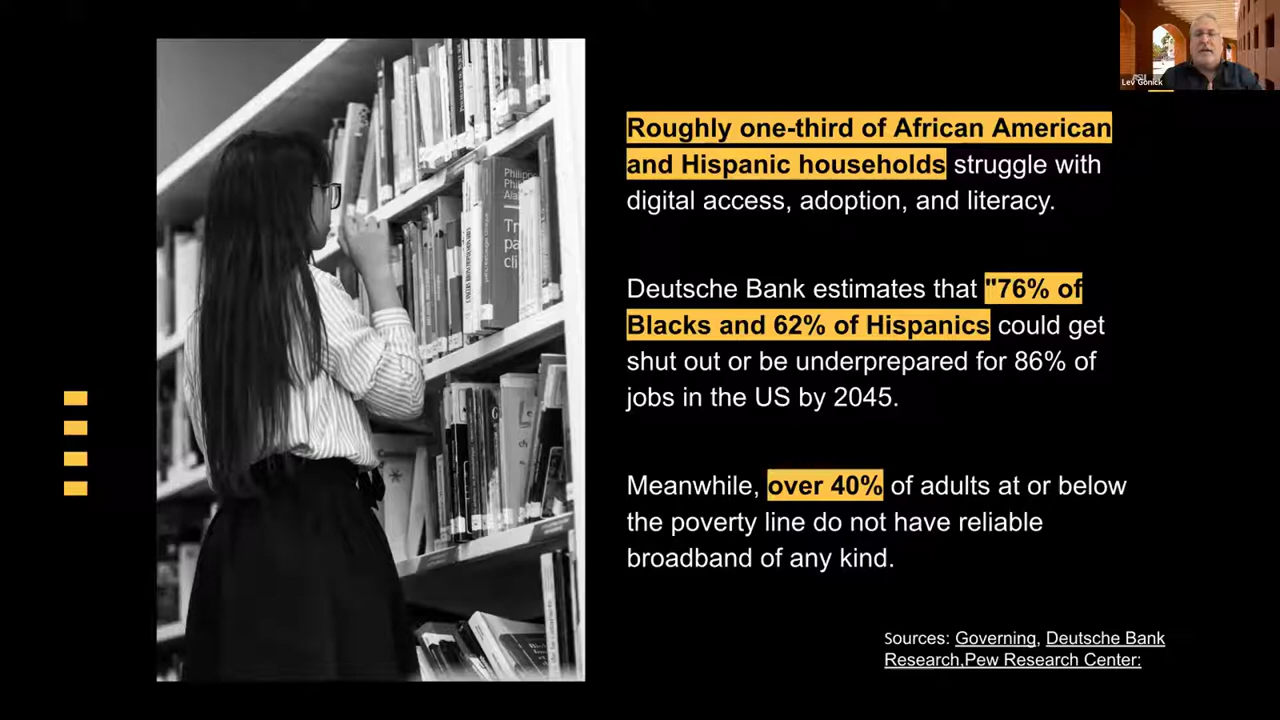 Lev Gonick
Roughly one-third of African American
and Hispanic households struggle with
digital access, adoption, and literacy.
Deutsche Bank estimates that "76% of
Blacks and 62% of Hispanics could get
shut out or be underprepared for 86% of
jobs in the US by 2045.
Meanwhile, over 40% of adults at or below
the poverty line do not have reliable
broadband of any kind.
Sources: Governing, Deutsche Bank
Research,Pew Research Center: